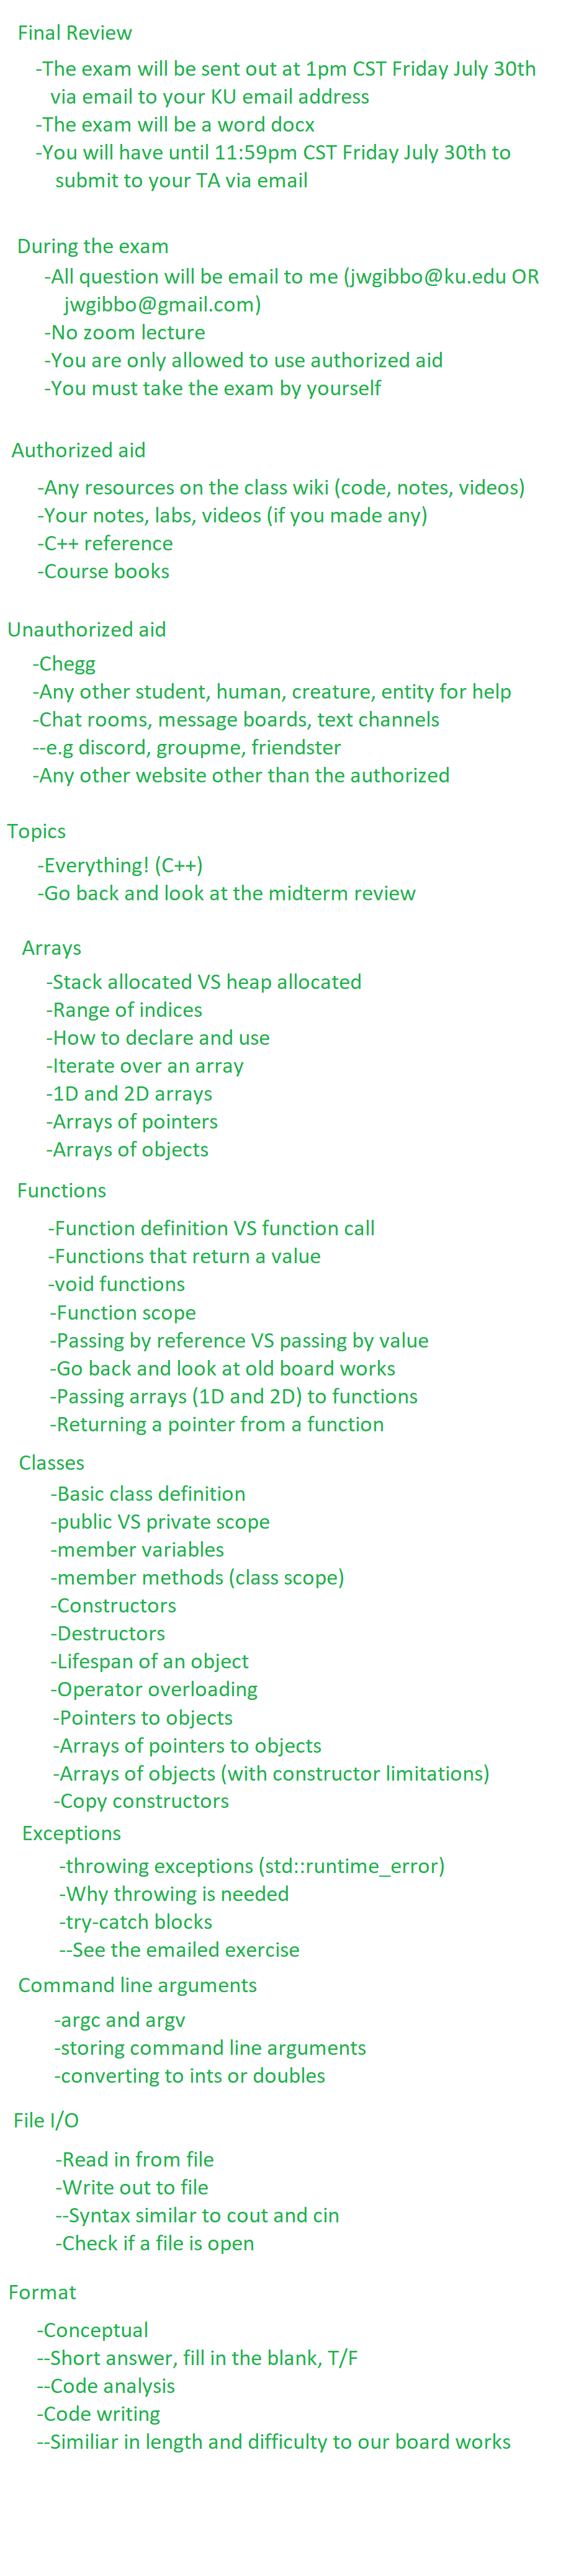 Final Review
-The exam will be sent out at 1pm CST Friday July 30th
via email to your KU email address
-The exam will be a word docx
-You will have until 11:59pm CST Friday July 30th to
submit to your TA via email
During the exam
-All question will be email to me (jwgibbo@ku.edu OR
jwgibbo@gmail.com)
-No zoom lecture
-You are only allowed to use authorized aid
-You must take the exam by yourself
Authorized aid
-Any resources on the class wiki (code, notes, videos)
-Your notes, labs, videos (if you made any)
-C++ reference
-Course books
Unauthorized aid
-Chegg
-Any other student, human, creature, entity for help
-Chat rooms, message boards, text channels
--e.g discord, groupme, friendster
-Any other website other than the authorized
Topics
-Everything! (C++)
-Go back and look at the midterm review
Arrays
-Stack allocated VS heap allocated
-Range of indices
-How to declare and use
-Iterate over an array
-1D and 2D arrays
-Arrays of pointers
-Arrays of objects
Functions
-Function definition VS function call
-Functions that return a value
-void functions
-Function scope
-Passing by reference VS passing by value
-Go back and look at old board works
-Passing arrays (1D and 2D) to functions
-Returning a pointer from a function
Classes
-Basic class definition
-public VS private scope
-member variables
-member methods (class scope)
-Constructors
-Destructors
-Lifespan of an object
-Operator overloading
-Pointers to objects
-Arrays of pointers to objects
-Arrays of objects (with constructor limitations)
-Copy constructors
Exceptions
-throwing exceptions (std::runtime_error)
-Why throwing is needed
-try-catch blocks
--See the emailed exercise
Command line arguments
-argc and argv
-storing command line arguments
-converting to ints or doubles
File I/O
-Read in from file
-Write out to file
--Syntax similar to cout and cin
-Check if a file is open
Format
-Conceptual
--Short answer, fill in the blank, T/F
--Code analysis
-Code writing
--Similiar in length and difficulty to our board works